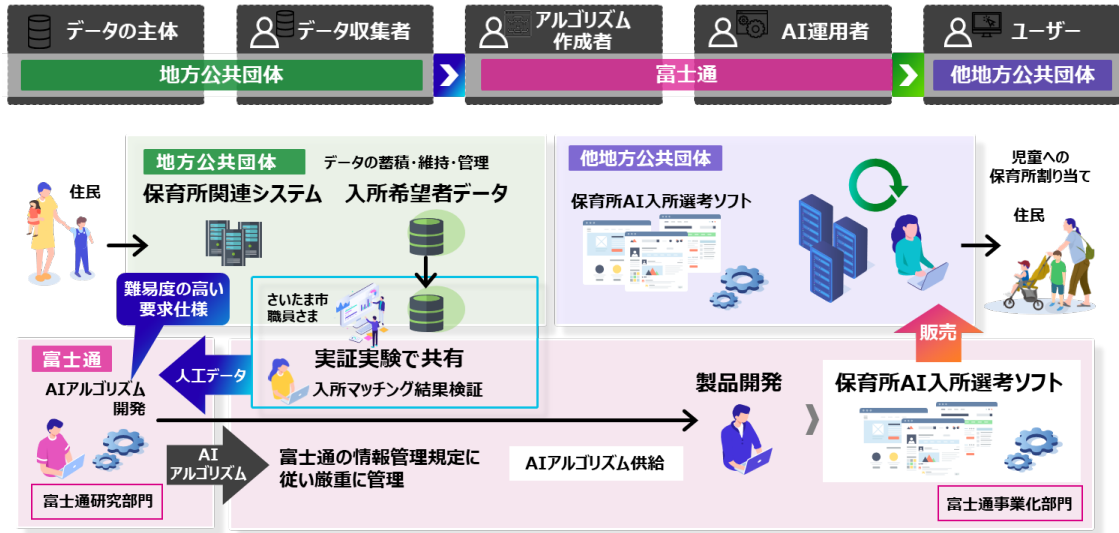 データの主体
データ収集者
アルゴリズム
作成者
AI運用者
ユーザー
地方公共団体
富士通
他地方公共団体
住民
地方公共団体
データの蓄積・維持・管理
保育所関連システム
入所希望者データ
他地方公共団体
保育所AI入所選考ソフト
児童への
保育所割り当て
住民
難易度の高い
要求仕様
さいたま市
職員さま
実証実験で共有
入所マッチング結果検証
人工データ
販売
富士通
AIアルゴリズム
開発
富士通研究部門
AI
アルゴリズム
富士通の情報管理規定に
従い厳重に管理
AIアルゴリズム供給
製品開発
保育所AI入所選考ソフト
富士通事業化部門